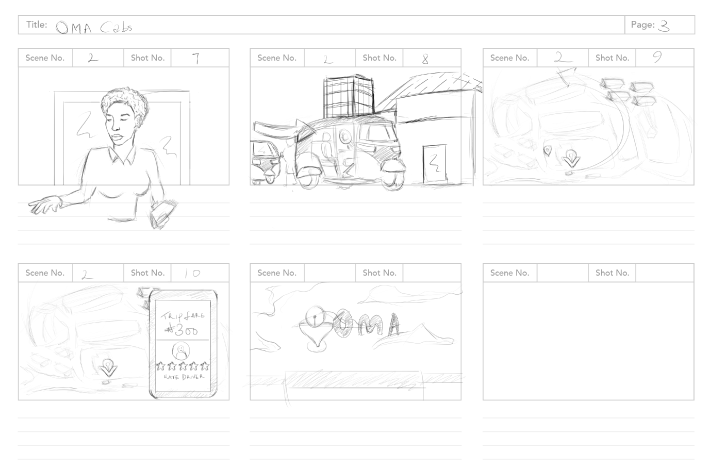 Title: OMA Cabs
Page: 3
Scene No. 2 Shot No. 7
Scene No. 2 Shot No. 8
Scene No. 2 Shot No. 9
Scene No. 2 Shot No. 10
TRIP FARE
₦300
RATE DRIVER
Scene No. Shot No.
OMA
Scene No. Shot No.